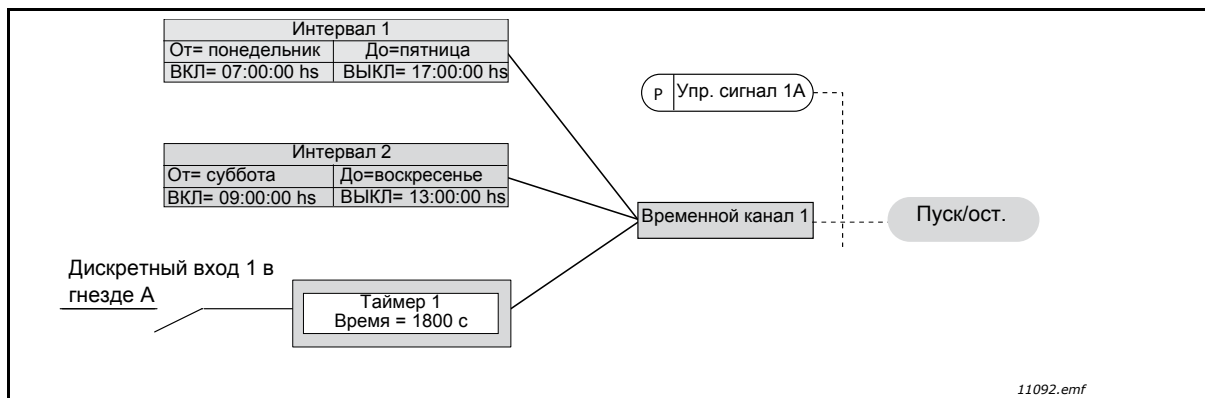 Интервал 1
От= понедельник До=пятница
ВКЛ= 07:00:00 hs ВЫКЛ= 17:00:00 hs
P Упр. сигнал 1A
Интервал 2
От= суббота До=воскресенье
ВКЛ= 09:00:00 hs ВЫКЛ= 13:00:00 hs
Временной канал 1
Пуск/ост.
Дискретный вход 1 в
гнезде A
Таймер 1
Время = 1800 с
11092.emf